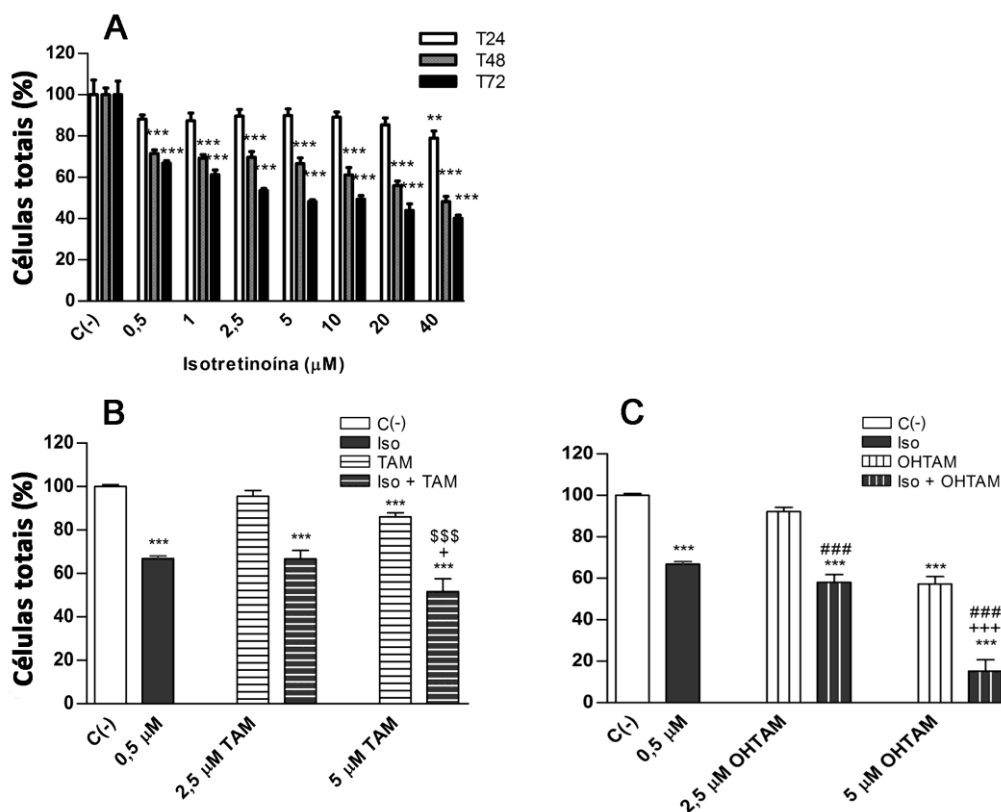 A
T24
T48
T72
Células totais (%)
120
100
80
60
40
20
0
***
***
***
***
***
***
***
***
***
***
***
***
**
***
***
C(-)
0,5
1
2,5
5
10
20
40
Isotretinoína (μM)
B
C(-)
Iso
TAM
Iso + TAM
Células totais (%)
120
100
80
60
40
20
0
***
***
***
$$$
+
***
C(-)
0,5 μM
2,5 μM TAM
5 μM TAM
C
C(-)
Iso
OHTAM
Iso + OHTAM
120
100
80
60
40
20
0
***
###
***
***
###
+++
***
C(-)
0,5 μM
2,5 μM OHTAM
5 μM OHTAM